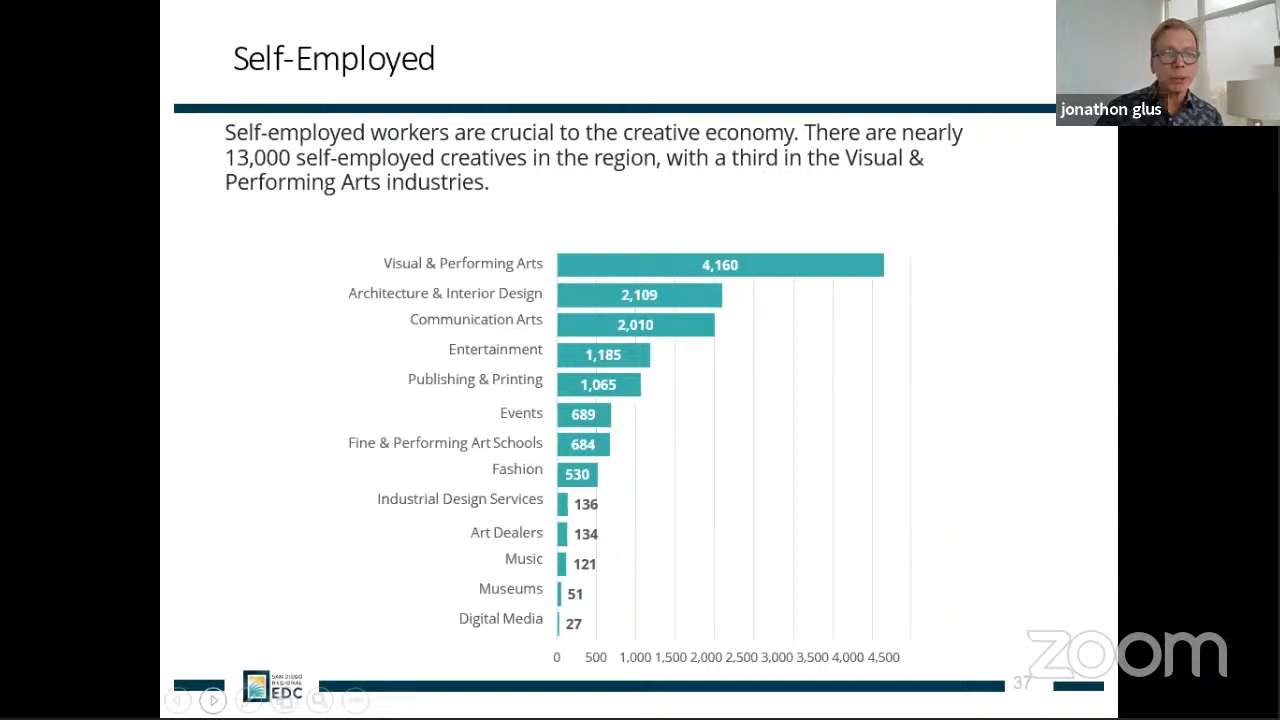 Self-Employed
jonathon glus
Self-employed workers are crucial to the creative economy. There are nearly
13,000 self-employed creatives in the region, with a third in the Visual &
Performing Arts industries.
Visual & Performing Arts 4,160
Architecture & Interior Design 2,109
Communication Arts 2,010
Entertainment 1,185
Publishing & Printing 1,065
Events 689
Fine & Performing Art Schools 684
Fashion 530
Industrial Design Services 136
Art Dealers 134
Music 121
Museums 51
Digital Media 27
0 500 1,000 1,500 2,000 2,500 3,000 3,500 4,000 4,500
SAN DIEGO
REGIONAL
EDC
37
zoom